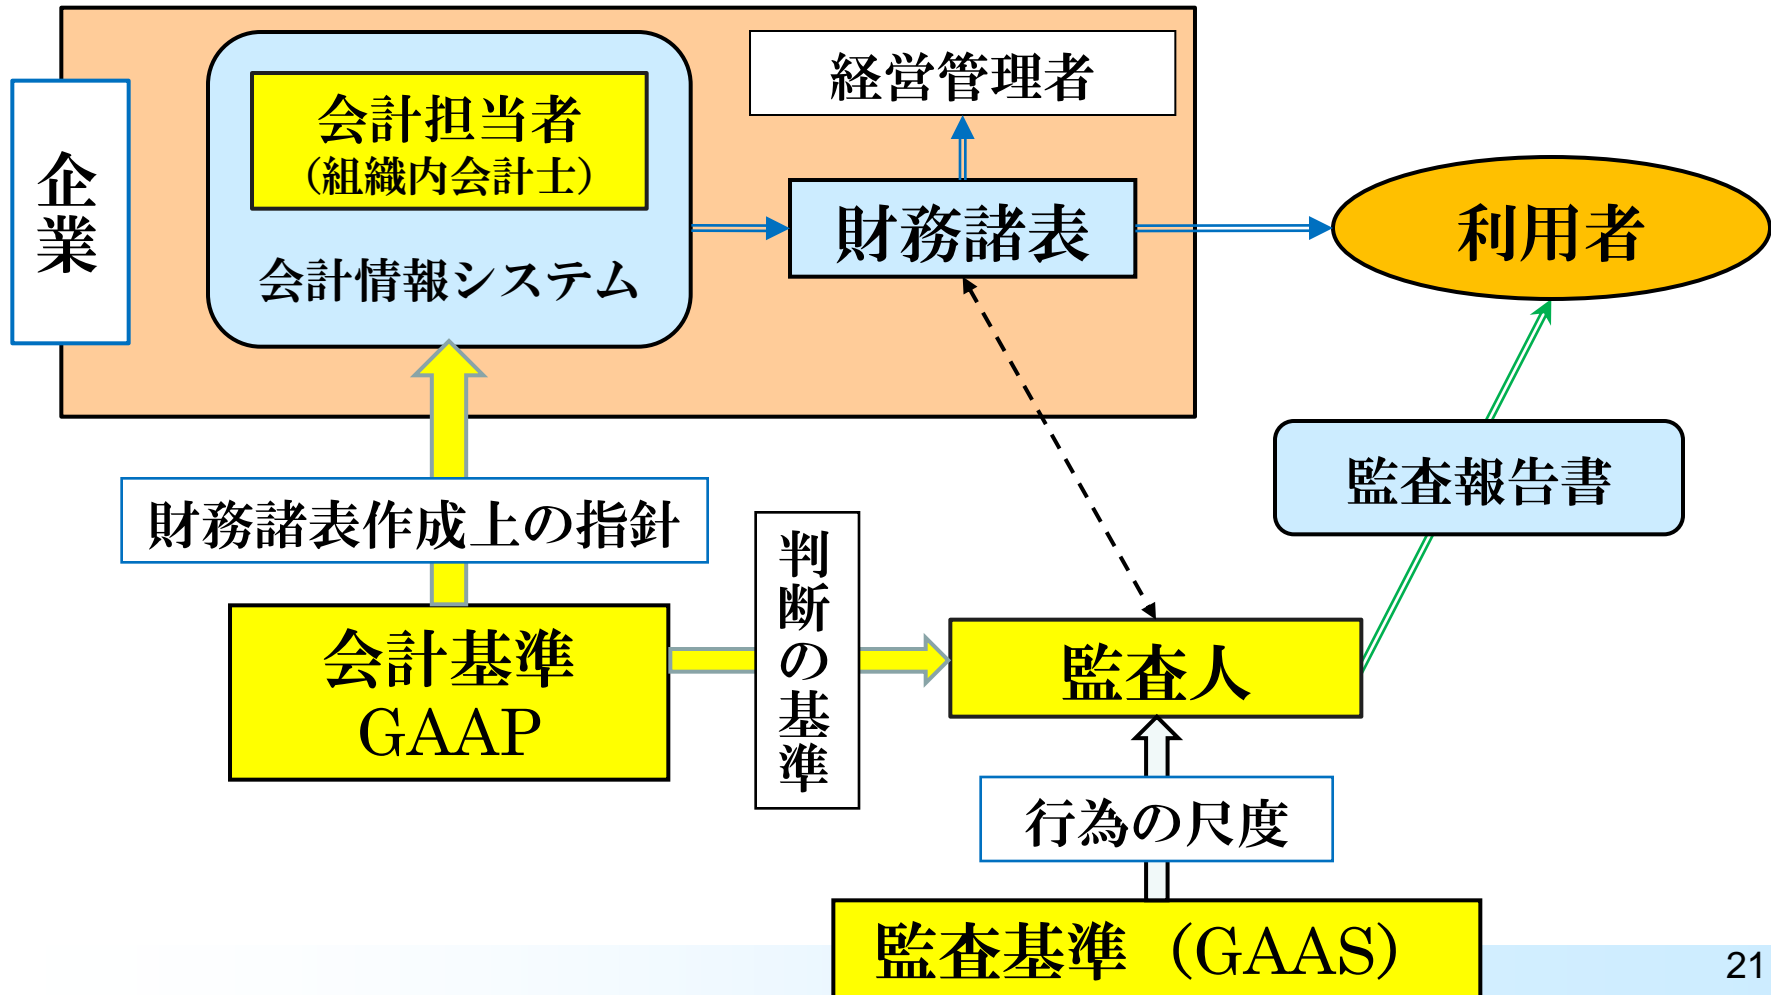 企業
会計担当者
（組織内会計士）
会計情報システム
経営管理者
財務諸表
利用者
財務諸表作成上の指針
判断の基準
監査報告書
会計基準
GAAP
監査人
行為の尺度
監査基準（GAAS）
21